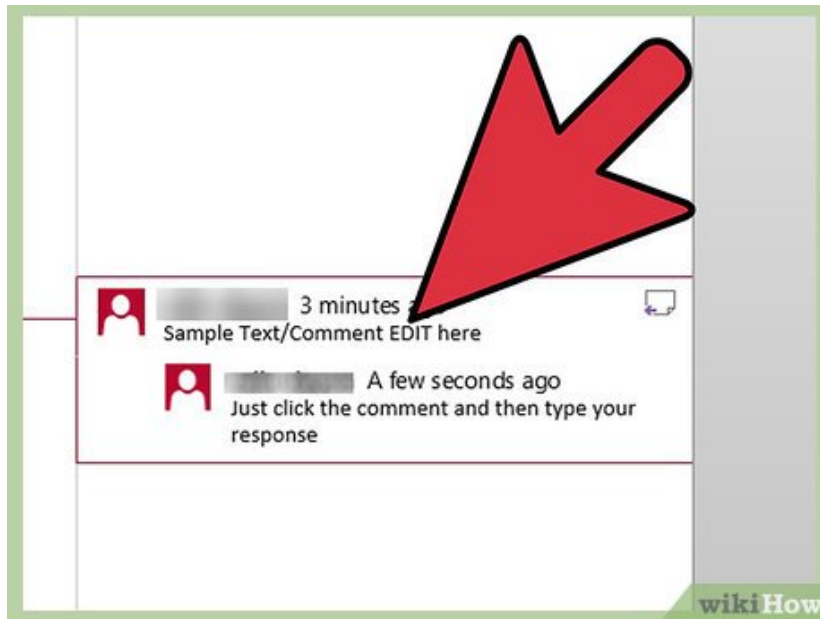 3 minutes
Sample Text/Comment EDIT here
A few seconds ago
Just click the comment and then type your
response
wikiHow